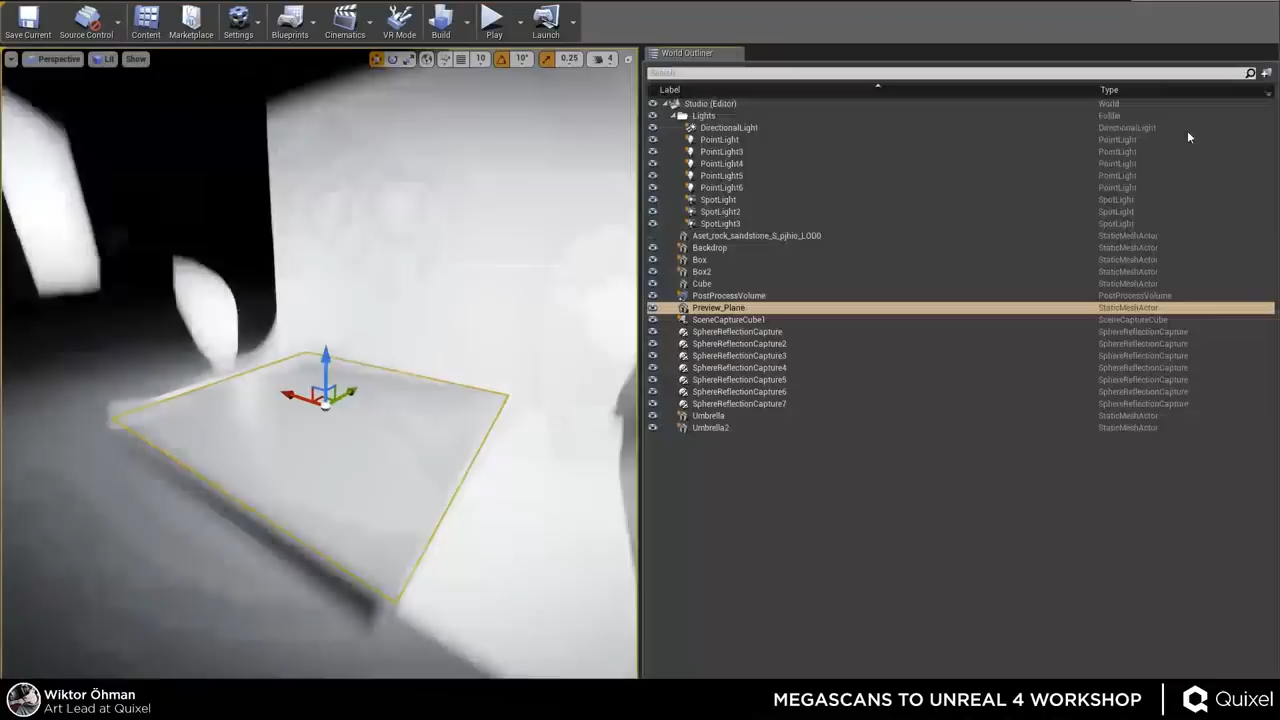 Save Current Source Control Content Marketplace Settings Blueprints Cinematics VR Mode Build Play Launch
Perspective Lit Show 10 10° 0.25 4
World Outliner
Search
Label Type
Studio (Editor) World
Lights Folder
DirectionalLight DirectionalLight
PointLight PointLight
PointLight3 PointLight
PointLight4 PointLight
PointLight5 PointLight
PointLight6 PointLight
SpotLight SpotLight
SpotLight2 SpotLight
SpotLight3 SpotLight
Aset_rock_sandstone_S_pjhio_LOD0 StaticMeshActor
Backdrop StaticMeshActor
Box StaticMeshActor
Box2 StaticMeshActor
Cube StaticMeshActor
PostProcessVolume PostProcessVolume
Preview_Plane StaticMeshActor
SceneCaptureCube1 SceneCaptureCube
SphereReflectionCapture SphereReflectionCapture
SphereReflectionCapture2 SphereReflectionCapture
SphereReflectionCapture3 SphereReflectionCapture
SphereReflectionCapture4 SphereReflectionCapture
SphereReflectionCapture5 SphereReflectionCapture
SphereReflectionCapture6 SphereReflectionCapture
SphereReflectionCapture7 SphereReflectionCapture
Umbrella StaticMeshActor
Umbrella2 StaticMeshActor
Wiktor Öhman
Art Lead at Quixel
MEGASCANS TO UNREAL 4 WORKSHOP
Quixel